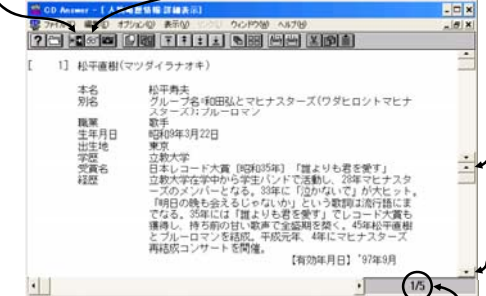 CD Answer - [人物略歴情報:詳細表示]
ファイル(F) 編集(E) オプション(O) 表示(V) ウィンドウ(W) ヘルプ(H)
[ 1] 松平直樹(マツダイラナオキ)
本名 松平寿夫
別名 グループ名:和田弘とマヒナスターズ(ワダヒロシトマヒナ
スターズ);ブルーロマン
職業 歌手
生年月日 昭和9年3月22日
出生地 東京
学歴 立教大学
受賞名 日本レコード大賞 [昭和35年] 「誰よりも君を愛す」
経歴 立教大学在学中から学生バンドで活動し、28年マヒナスタ
ーズのメンバーとなる。33年に「泣かないで」が大ヒット。
「明日の晩も会えるじゃないか」という歌詞は流行語にま
でなる。35年には「誰よりも君を愛す」でレコード大賞も
獲得し、持ち前の甘い歌声で全盛期を築く。45年松平直樹
とブルーロマンを結成。平成元年、4年にマヒナスターズ
再結成コンサートを開催。
【有効年月日】 '97年9月
1/5